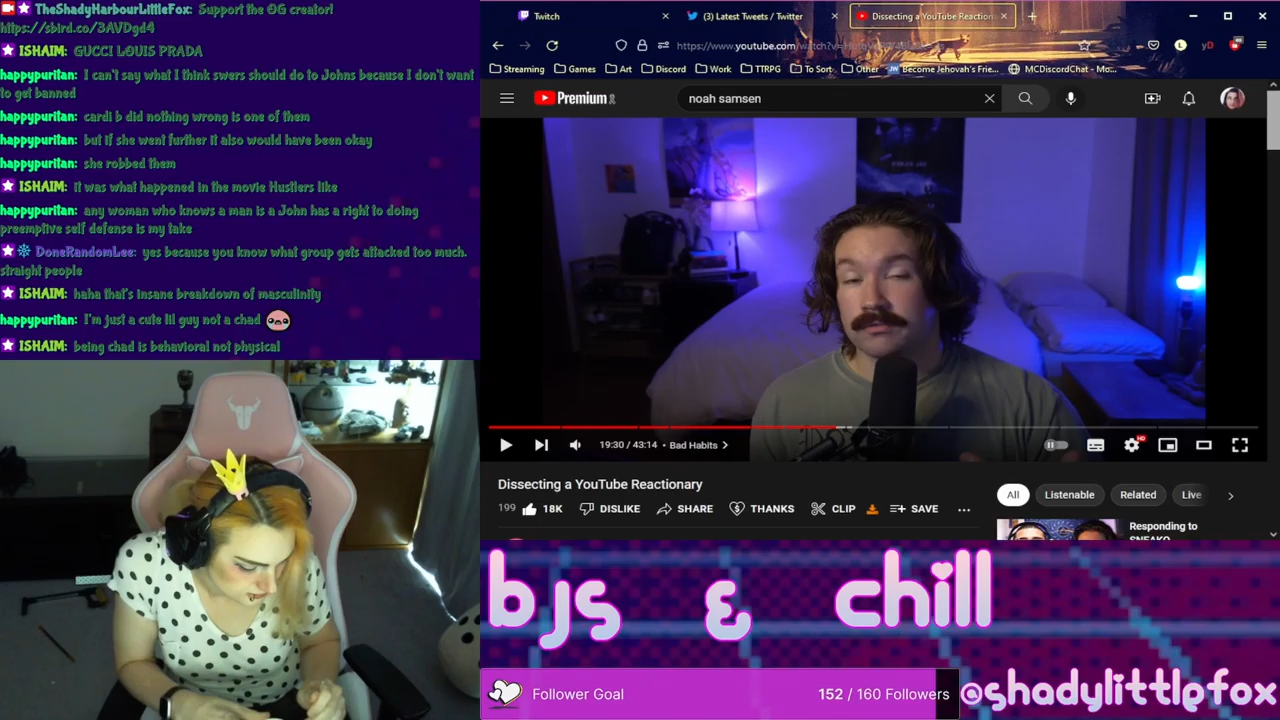 TheShadyHarbourLittleFox: Support the OG creator!
https://sbird.co/3AVDgd4
ISHAIM: GUCCI LOUIS PRADA
happypuritan: I can't say what I think swers should do to Johns because I don't want
to get banned
happypuritan: cardi b did nothing wrong is one of them
happypuritan: but if she went further it also would have been okay
happypuritan: she robbed them
ISHAIM: it was what happened in the movie Hustlers like
happypuritan: any woman who knows a man is a John has a right to doing
preemptive self defense is my take
DoneRandomLee: yes because you know what group gets attacked too much.
straight people
ISHAIM: haha that's insane breakdown of masculinity
happypuritan: I'm just a cute lil guy not a chad
ISHAIM: being chad is behavioral not physical
Twitch
(3) Latest Tweets / Twitter
Dissecting a YouTube Reaction
https://www.youtube.com/watch?v=
Streaming
Games
Art
Discord
Work
TTRPG
To Sort
Other
Become Jehovah's Frie...
MCDiscordChat - Mo...
Premium
noah samsen
19:30 / 43:14 • Bad Habits
HD
Dissecting a YouTube Reactionary
199
18K
DISLIKE
SHARE
THANKS
CLIP
SAVE
All
Listenable
Related
Live
Responding to
SNEAKO
bjs & chill
Follower Goal
152 / 160 Followers
@shadylittlefox